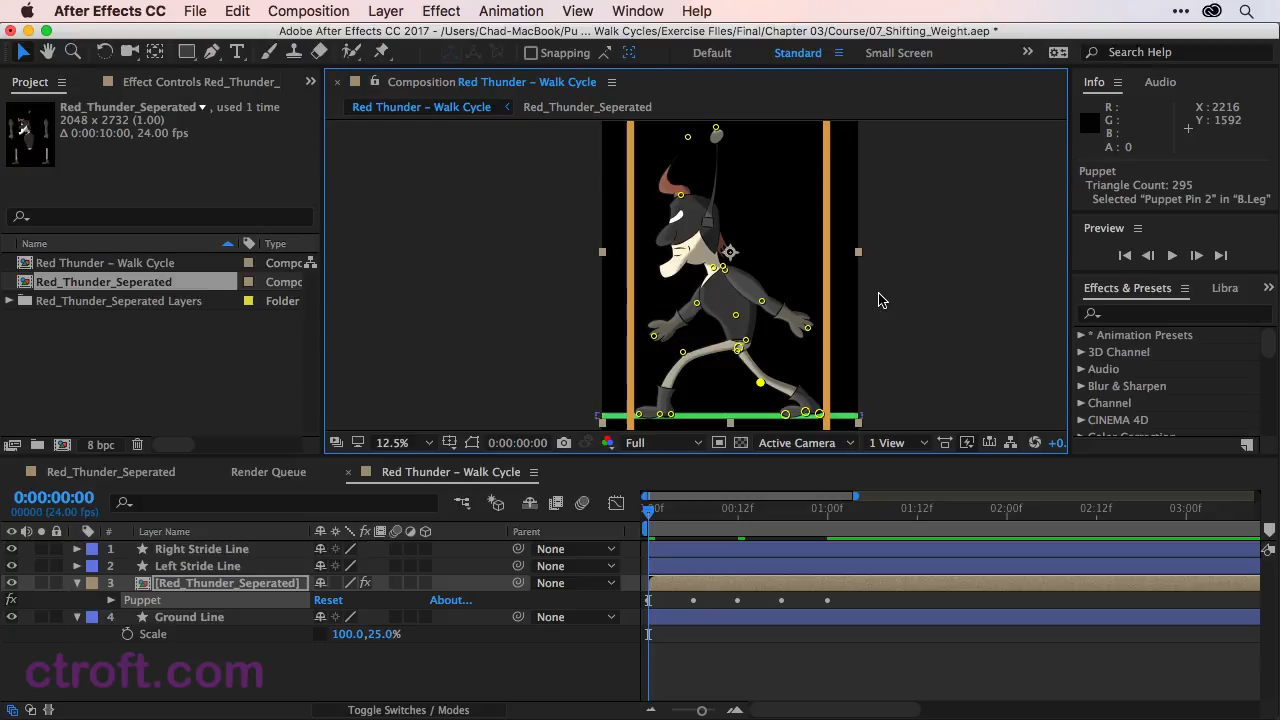 After Effects CC File Edit Composition Layer Effect Animation View Window Help
Adobe After Effects CC 2017 - /Users/Chad-MacBook/Pu ... Walk Cycles/Exercise FIles/Final/Chapter 03/Course/07_Shifting_Weight.aep *
Snapping Default Standard Small Screen >> Search Help
Project Effect Controls Red_Thunder_ >> Composition Red Thunder – Walk Cycle Info Audio
Red_Thunder_Seperated , used 1 time
2048 x 2732 (1.00)
Δ 0:00:10:00, 24.00 fps
Red Thunder – Walk Cycle < Red_Thunder_Seperated
R: X: 2216
G: Y: 1592
B:
A: 0
Puppet
Triangle Count: 295
Selected "Puppet Pin 2" in "B.Leg"
Preview
Name Type
Red Thunder – Walk Cycle Compc
Red_Thunder_Seperated Compc
Red_Thunder_Seperated Layers Folder
Effects & Presets Libra >>
* Animation Presets
3D Channel
Audio
Blur & Sharpen
Channel
CINEMA 4D
8 bpc
12.5% 0:00:00:00 Full Active Camera 1 View +0.
Red_Thunder_Seperated Render Queue × Red Thunder – Walk Cycle
0:00:00:00
00000 (24.00 fps)
:00f 00:12f 01:00f 01:12f 02:00f 02:12f 03:00f
# Layer Name Parent
1 Right Stride Line None
2 Left Stride Line None
3 [Red_Thunder_Seperated] fx None
fx Puppet Reset About...
4 Ground Line None
Scale 100.0,25.0%
ctroft.com
Toggle Switches / Modes